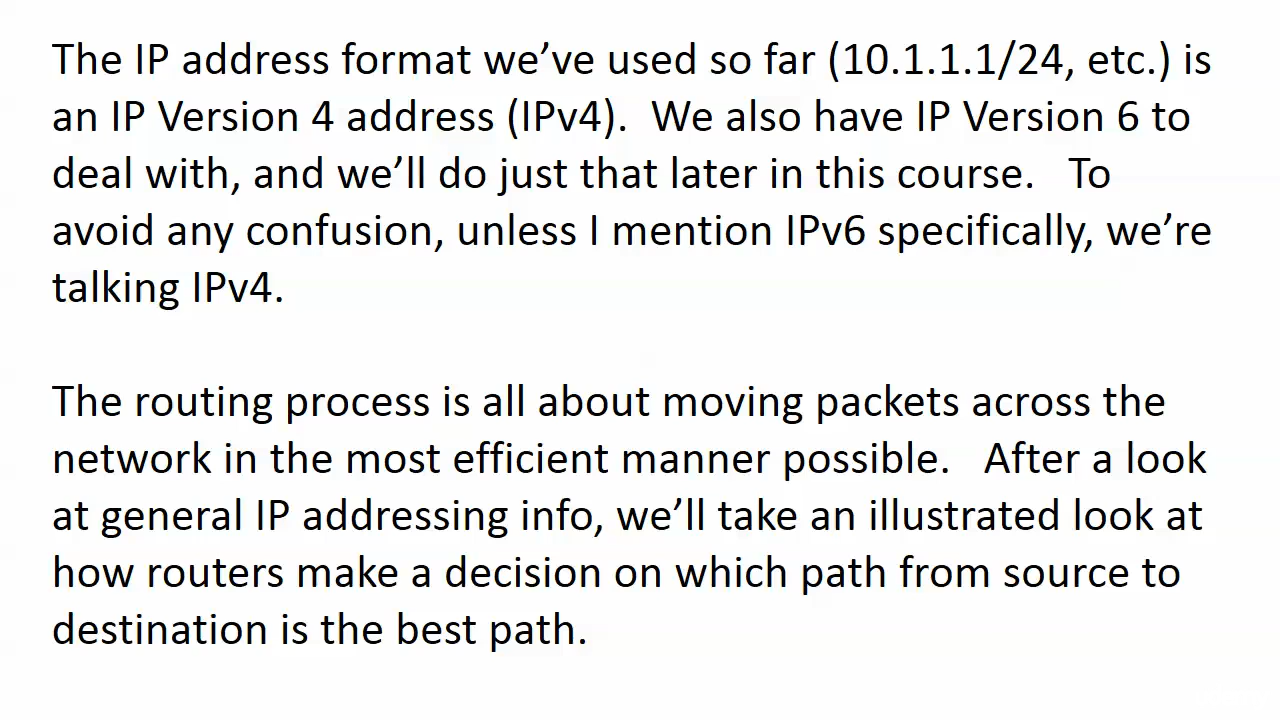 The IP address format we’ve used so far (10.1.1.1/24, etc.) is
an IP Version 4 address (IPv4).  We also have IP Version 6 to
deal with, and we’ll do just that later in this course.   To
avoid any confusion, unless I mention IPv6 specifically, we’re
talking IPv4.
The routing process is all about moving packets across the
network in the most efficient manner possible.   After a look
at general IP addressing info, we’ll take an illustrated look at
how routers make a decision on which path from source to
destination is the best path.